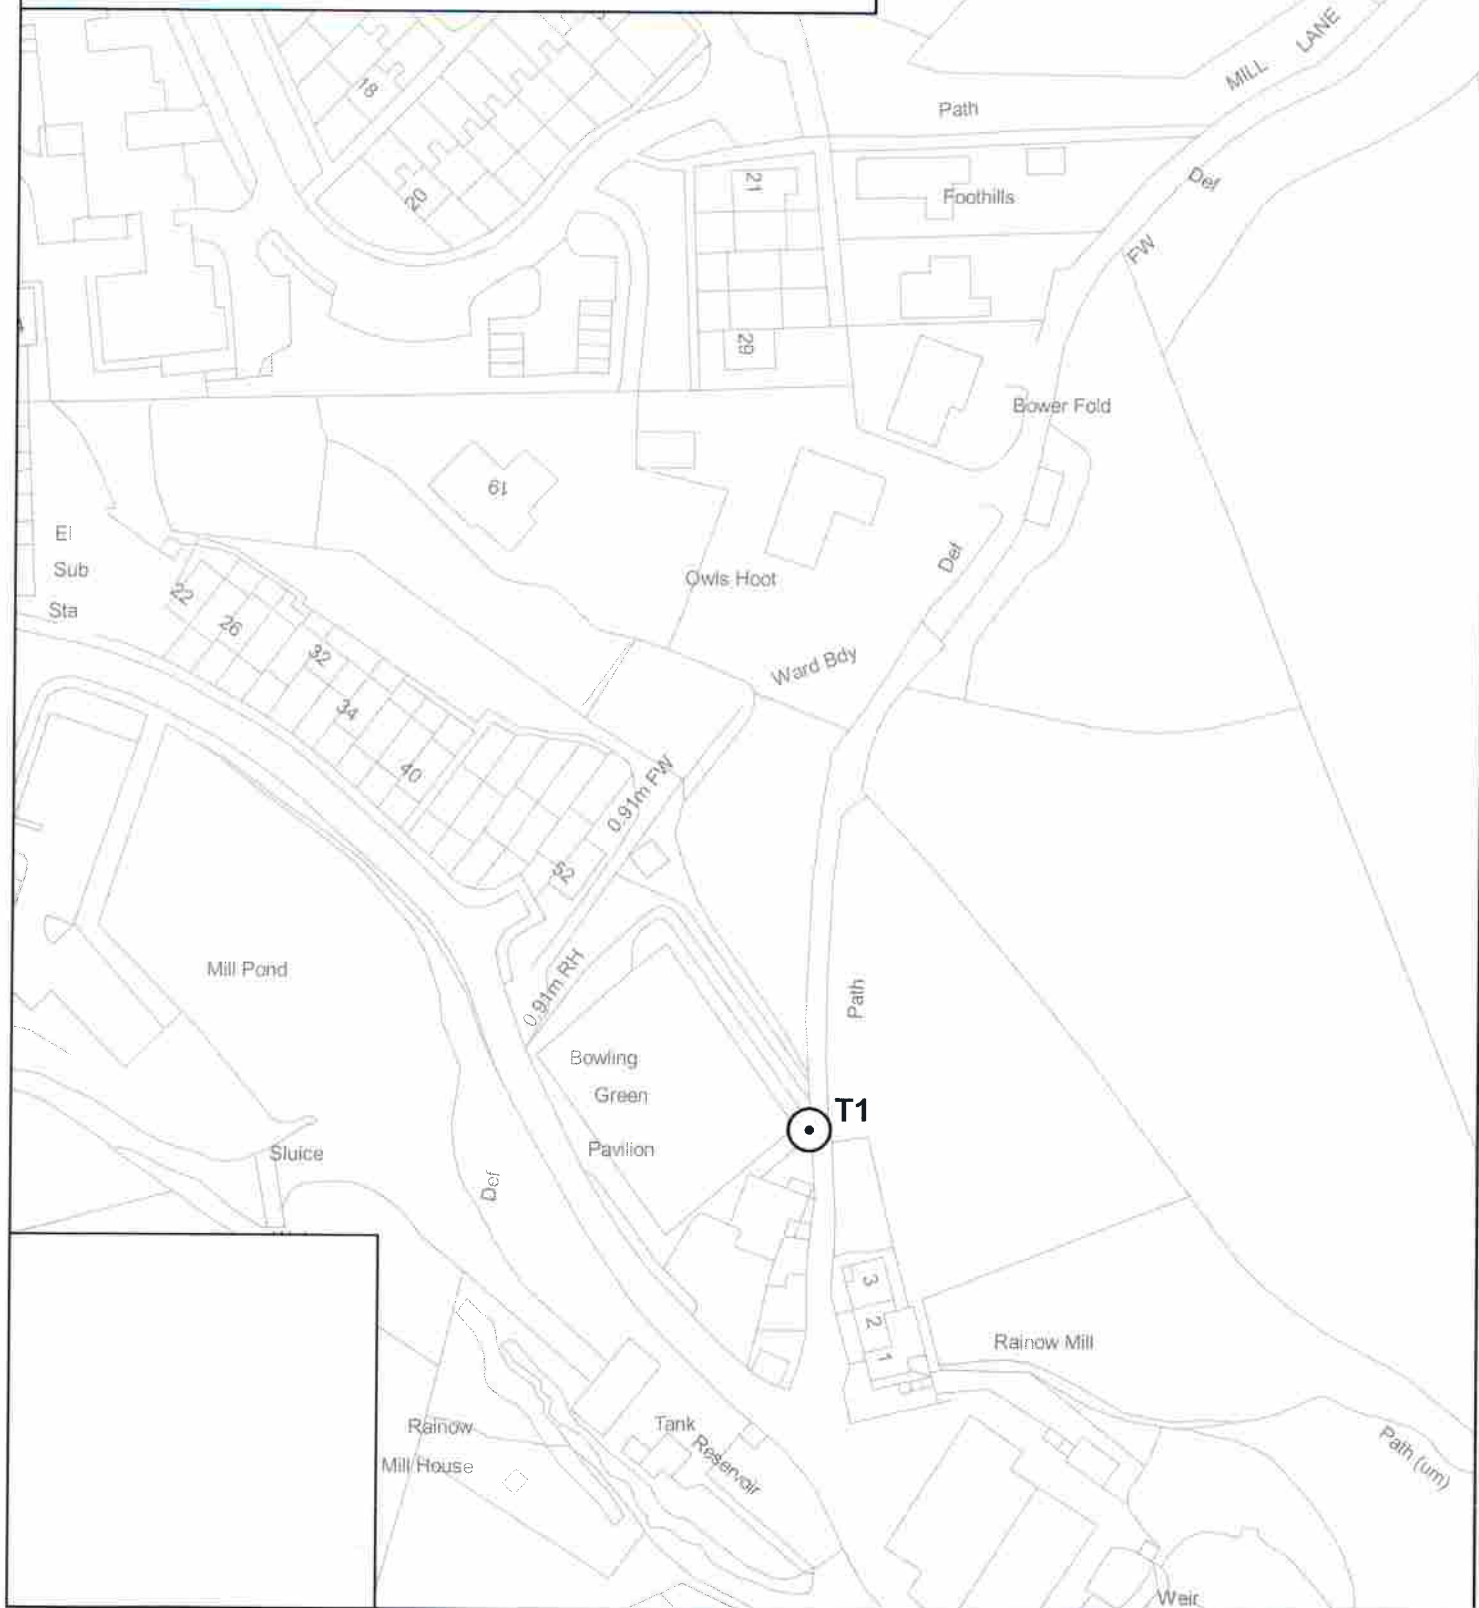 MILL LANE
18
Path
20
21
Foothills
Def
FW
29
Bower Fold
19
El
Sub
Sta
Def
Owls Hoot
22
26
32
Ward Bdy
34
40
0.91m FW
52
Mill Pond
0.91m RH
Path
Bowling
Green
Pavilion
T1
Sluice
Def
3
2
1
Rainow Mill
Rainow
Mill House
Tank
Reservoir
Path (um)
Weir